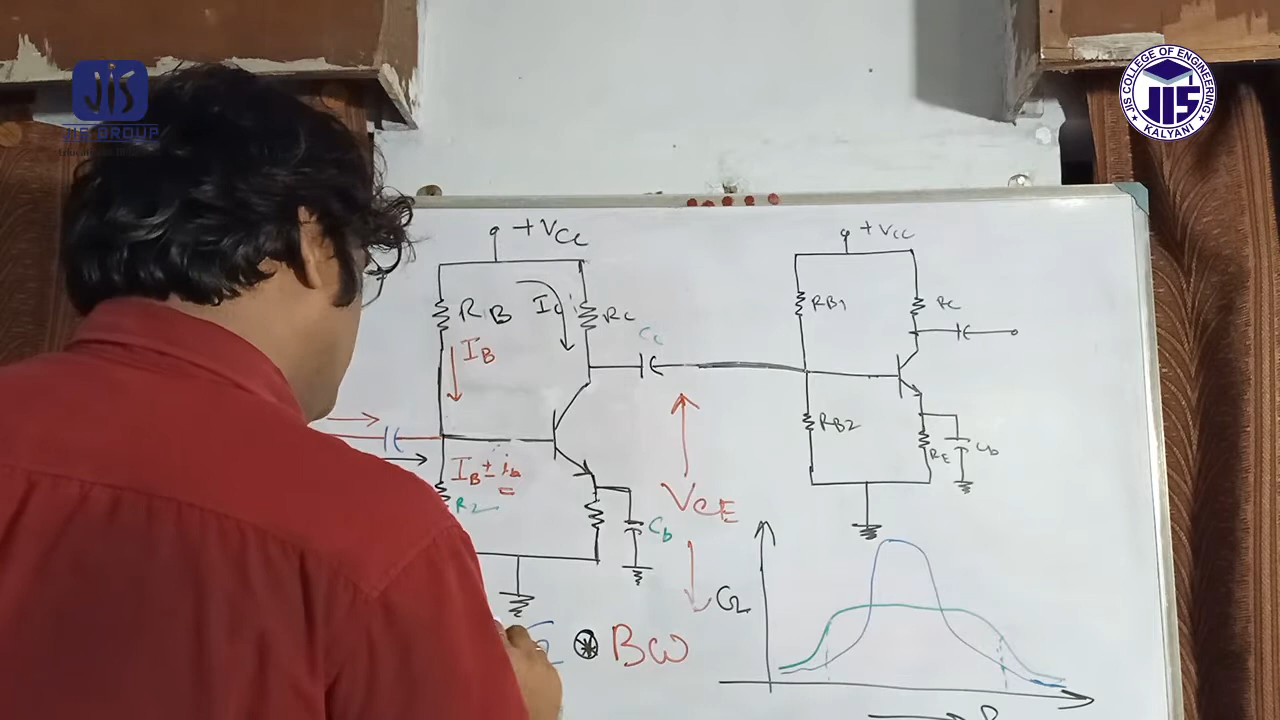 JIS
JIS GROUP
JIS COLLEGE OF ENGINEERING
JIS
KALYANI
+VCC
+VCC
RB
IC
RC
CC
RB1
RC
IB
RB2
IB ± ib
R2
RE
Cb
VCE
Cb
G
BW